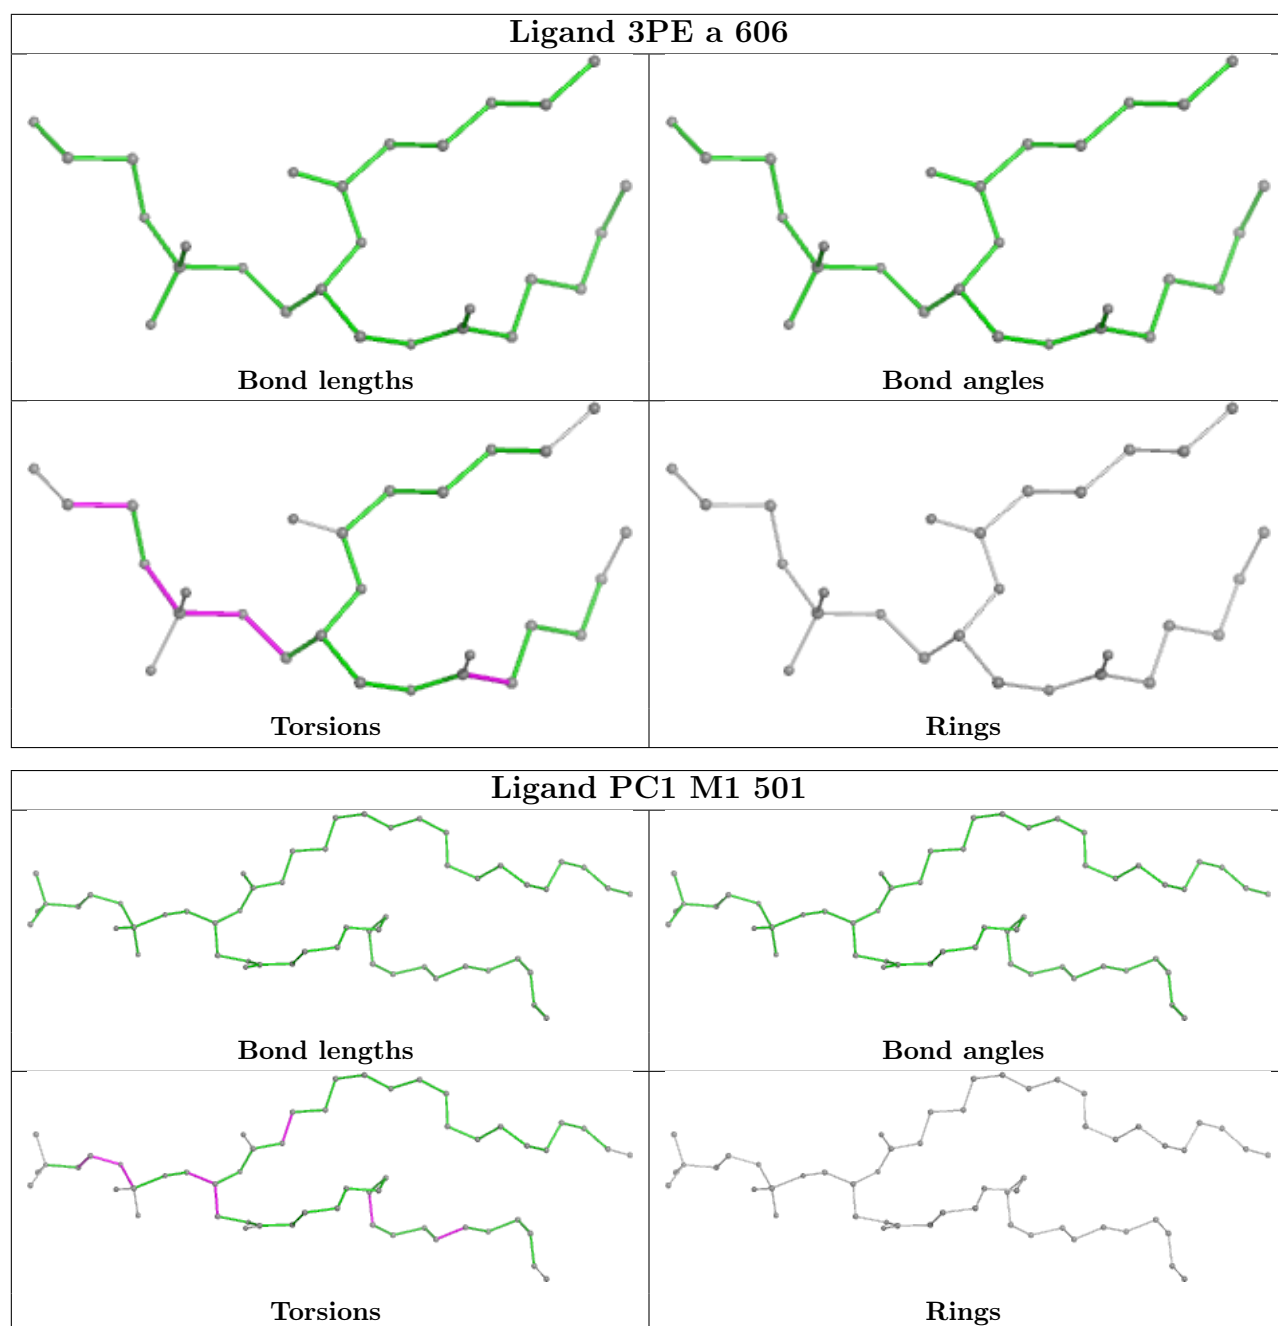 Ligand 3PE a 606
Bond lengths
Bond angles
Torsions
Rings
Ligand PC1 M1 501
Bond lengths
Bond angles
Torsions
Rings